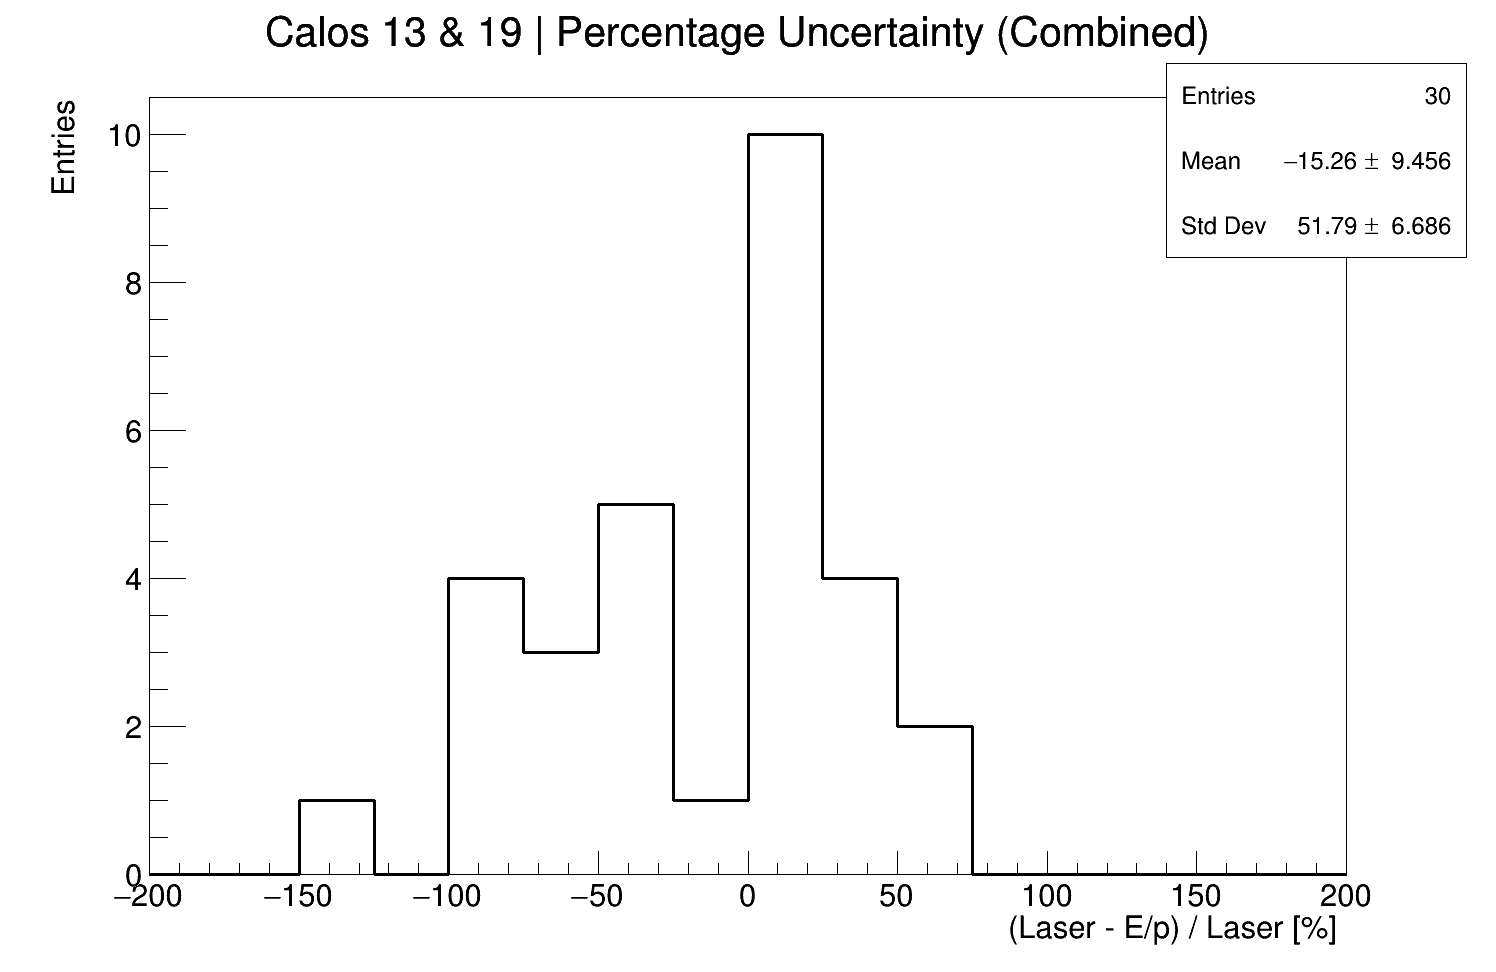 Calos 13 & 19 | Percentage Uncertainty (Combined)
Entries 30
Mean −15.26 ± 9.456
Std Dev 51.79 ± 6.686
Entries
10
8
6
4
2
0
−200 −150 −100 −50 0 50 100 150 200
(Laser - E/p) / Laser [%]